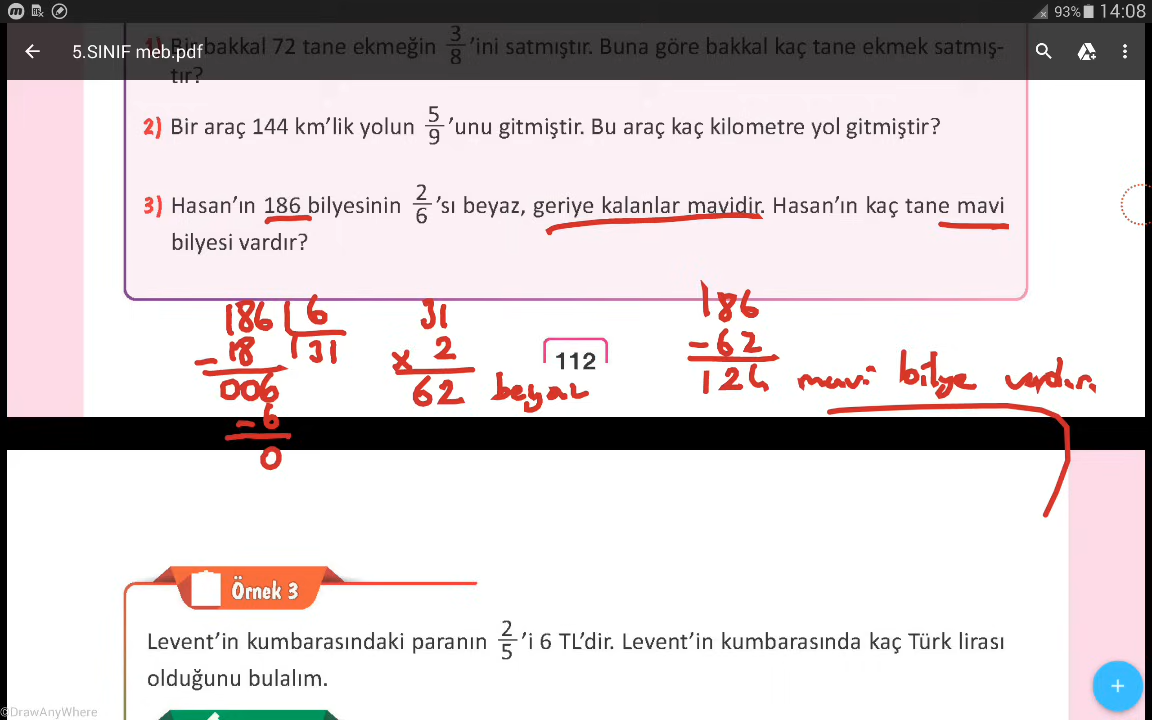 93% 14:08
5.SINIF meb.pdf
1) Bir bakkal 72 tane ekmeğin 3/8 'ini satmıştır. Buna göre bakkal kaç tane ekmek satmış-
tır?
2) Bir araç 144 km'lik yolun 5/9 'unu gitmiştir. Bu araç kaç kilometre yol gitmiştir?
3) Hasan'ın 186 bilyesinin 2/6 'sı beyaz, geriye kalanlar mavidir. Hasan'ın kaç tane mavi
bilyesi vardır?
186 6 31 186
- 18 31 x 2 112 - 62
006 62 beyaz 124 mavi bilye vardır.
- 6
0
Örnek 3
Levent'in kumbarasındaki paranın 2/5 'i 6 TL'dir. Levent'in kumbarasında kaç Türk lirası
olduğunu bulalım.
©DrawAnyWhere